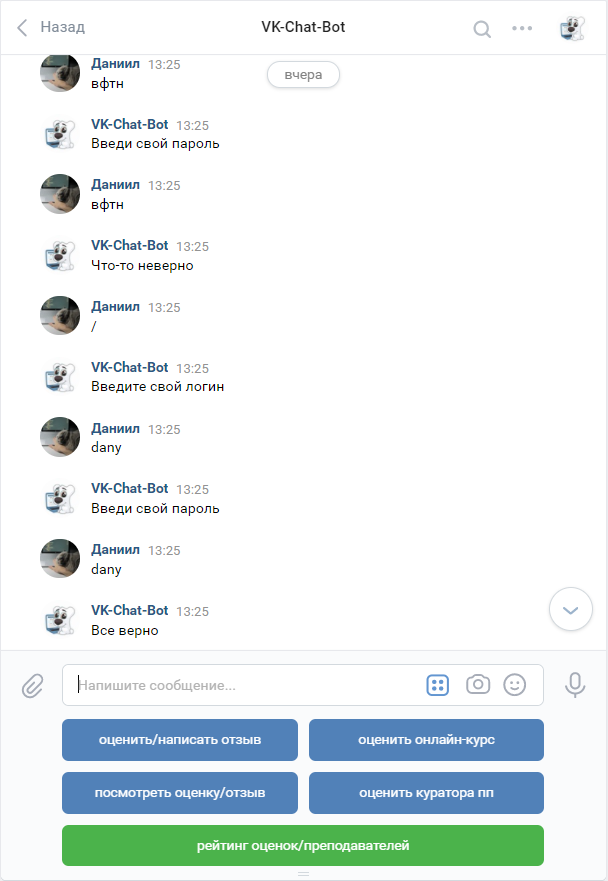 Назад
VK-Chat-Bot
Даниил 13:25
вчера
вфтн
VK-Chat-Bot 13:25
Введи свой пароль
Даниил 13:25
вфтн
VK-Chat-Bot 13:25
Что-то неверно
Даниил 13:25
/
VK-Chat-Bot 13:25
Введите свой логин
Даниил 13:25
dany
VK-Chat-Bot 13:25
Введи свой пароль
Даниил 13:25
dany
VK-Chat-Bot 13:25
Все верно
Напишите сообщение...
оценить/написать отзыв
оценить онлайн-курс
посмотреть оценку/отзыв
оценить куратора пп
рейтинг оценок/преподавателей